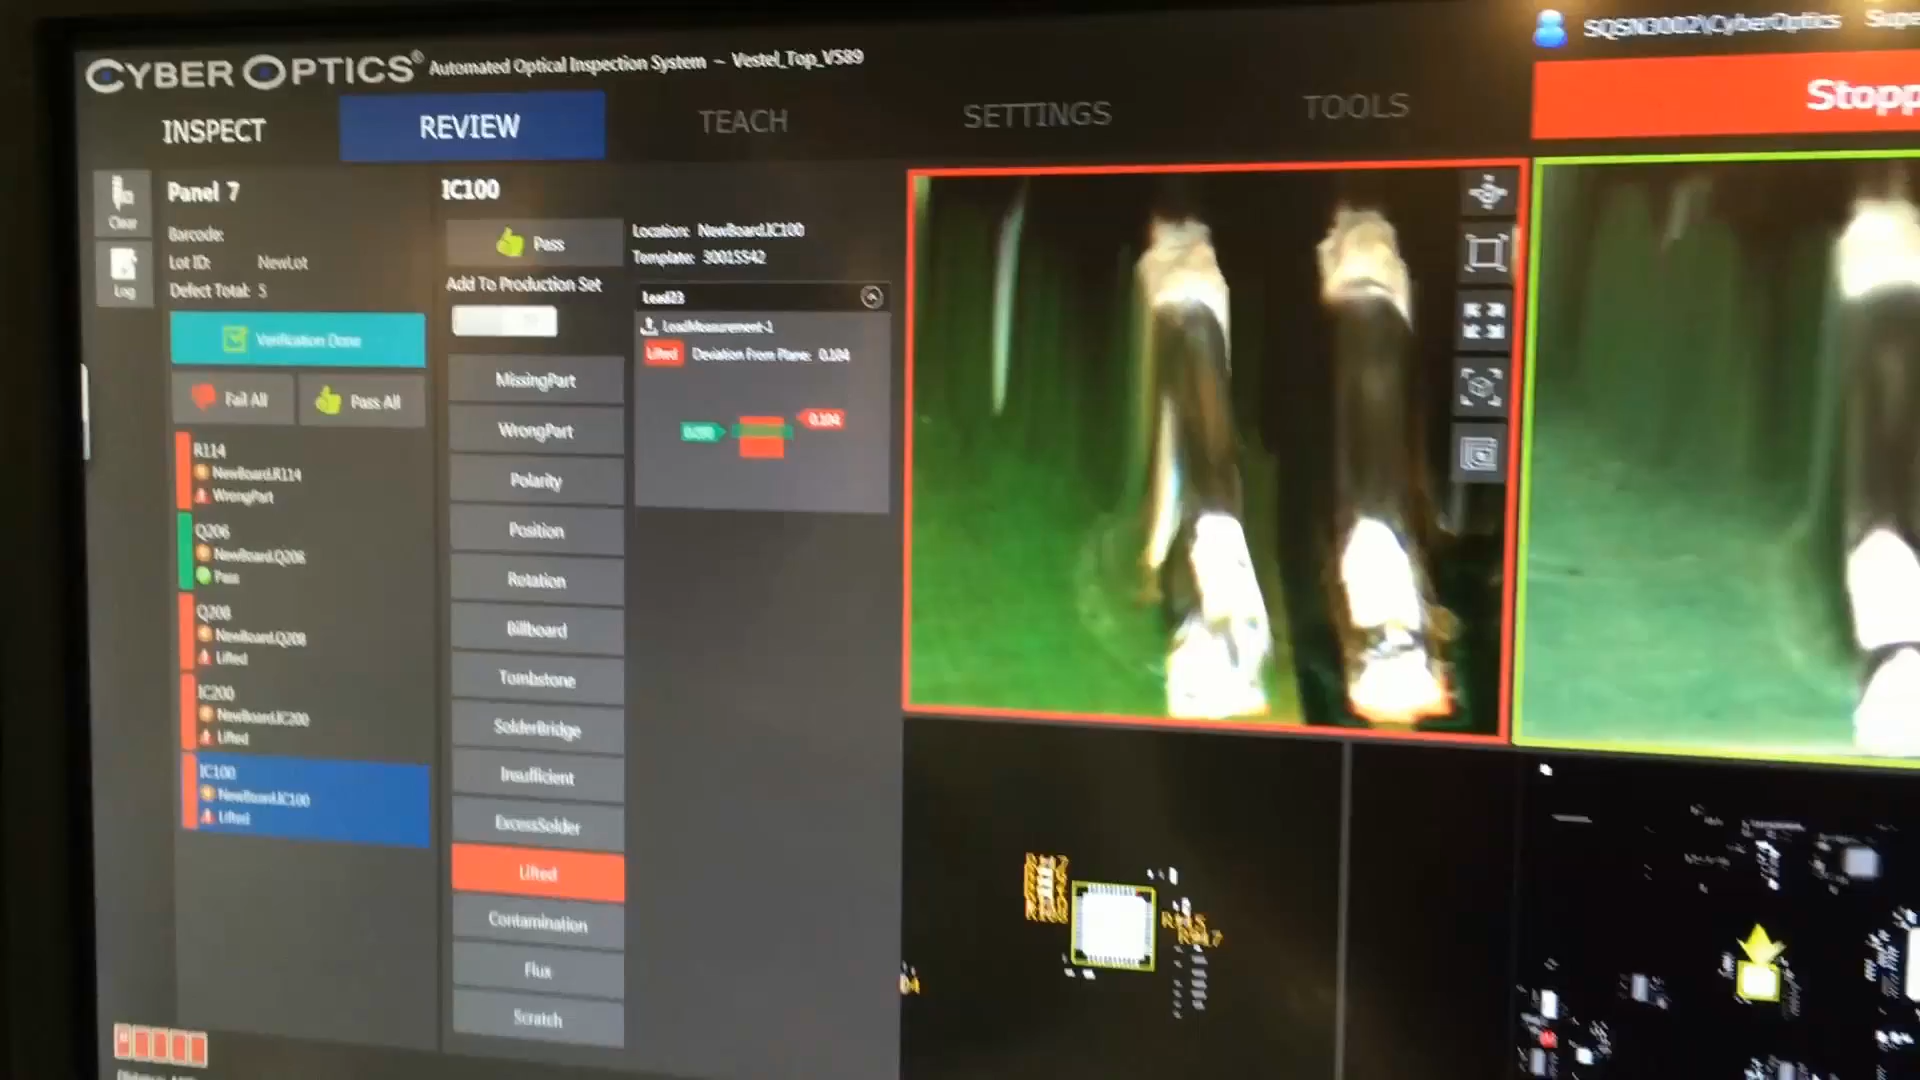 CYBEROPTICS® Automated Optical Inspection System – Vestel_Top_V589
SQSN3002\CyberOptics
INSPECT
REVIEW
TEACH
SETTINGS
TOOLS
Clear
Log
Panel 7
Barcode:
Lot ID: NewLot
Defect Total: 5
Verification Done
Fail All
Pass All
R114
NewBoard.R114
WrongPart
Q206
NewBoard.Q206
Pass
Q208
NewBoard.Q208
Lifted
IC200
NewBoard.IC200
Lifted
IC100
NewBoard.IC100
Lifted
IC100
Pass
Add To Production Set
MissingPart
WrongPart
Polarity
Position
Rotation
Billboard
Tombstone
SolderBridge
Insufficient
ExcessSolder
Lifted
Contamination
Flux
Scratch
Location: NewBoard.IC100
Template: 30015542
Lead23
LeadMeasurement-1
Lifted Deviation From Plane: 0.104
0.104